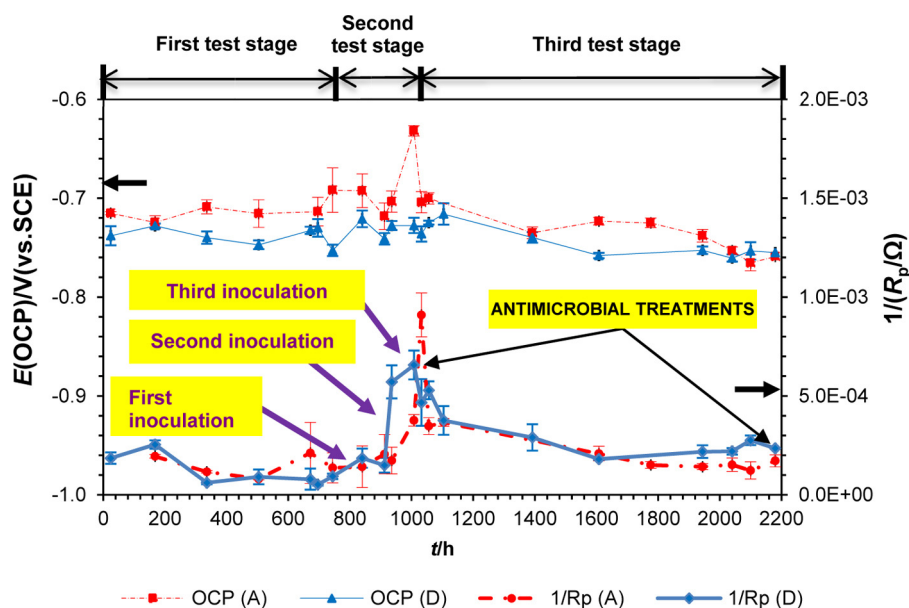 First test stage
Second
test stage
Third test stage
-0.6
-0.7
-0.8
-0.9
-1.0
E(OCP)/V(vs.SCE)
2.0E-03
1.5E-03
1.0E-03
5.0E-04
0.0E+00
1/(Rp/Ω)
Third inoculation
Second inoculation
First
inoculation
ANTIMICROBIAL TREATMENTS
0 200 400 600 800 1000 1200 1400 1600 1800 2000 2200
t/h
OCP (A) OCP (D) 1/Rp (A) 1/Rp (D)